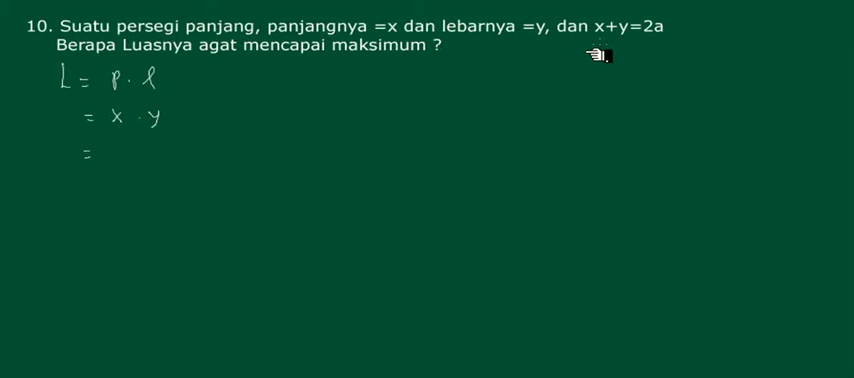 10. Suatu persegi panjang, panjangnya =x dan lebarnya =y, dan x+y=2a
Berapa Luasnya agat mencapai maksimum ?
L = p . l
= x . y
=